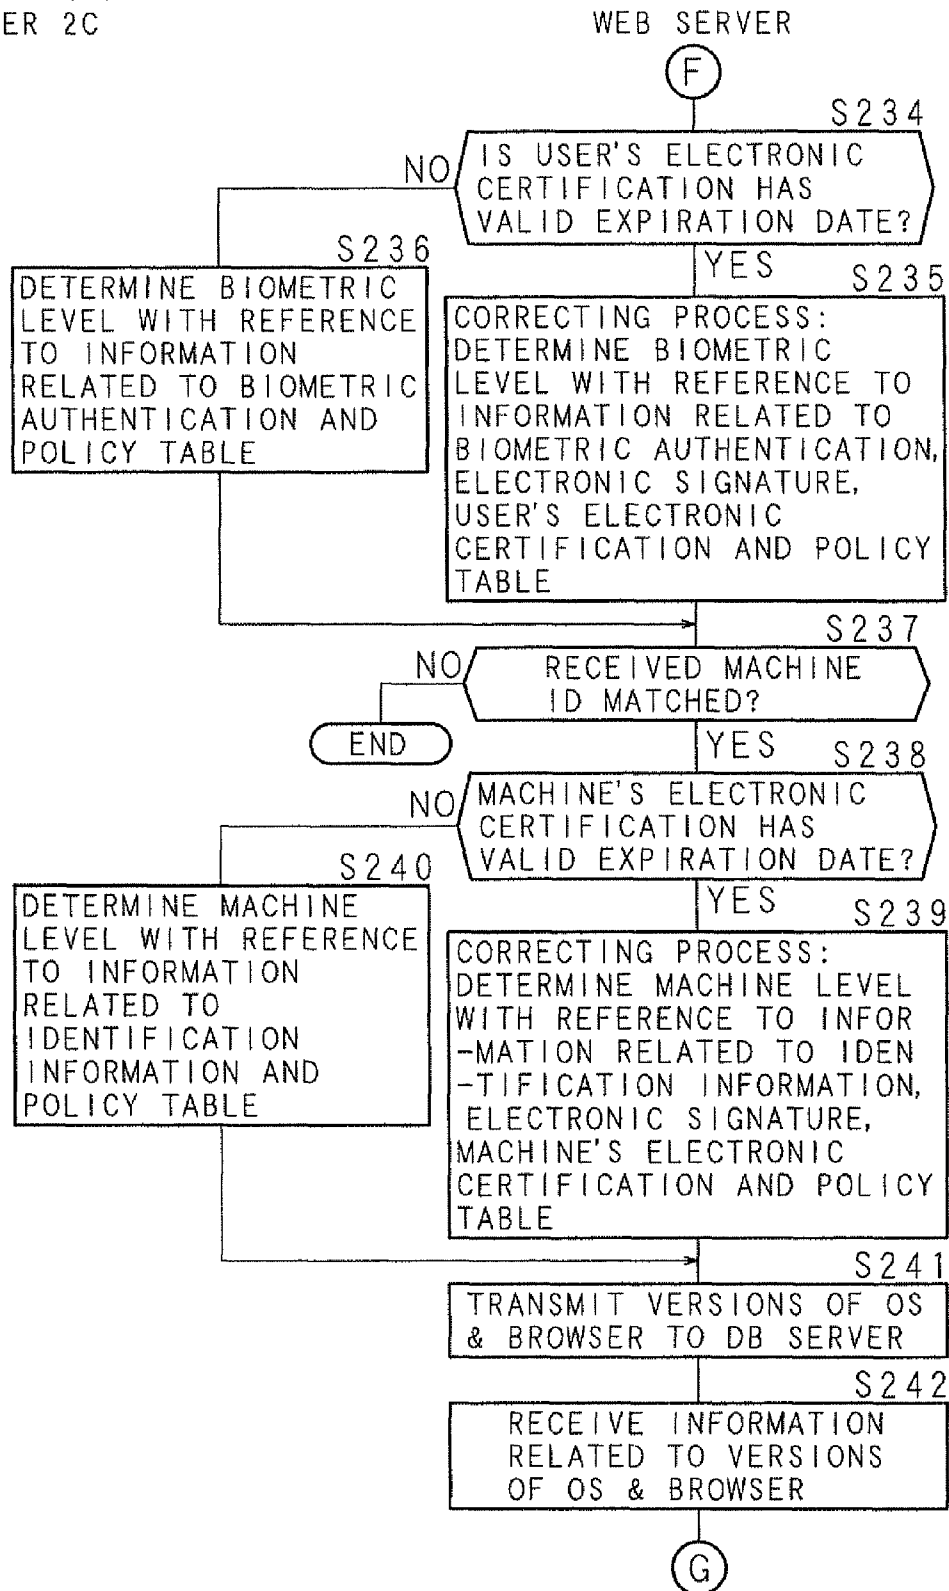 ER 2C
WEB SERVER
F
S234
IS USER'S ELECTRONIC
CERTIFICATION HAS
VALID EXPIRATION DATE?
NO
YES
S236
DETERMINE BIOMETRIC
LEVEL WITH REFERENCE
TO INFORMATION
RELATED TO BIOMETRIC
AUTHENTICATION AND
POLICY TABLE
S235
CORRECTING PROCESS:
DETERMINE BIOMETRIC
LEVEL WITH REFERENCE TO
INFORMATION RELATED TO
BIOMETRIC AUTHENTICATION,
ELECTRONIC SIGNATURE,
USER'S ELECTRONIC
CERTIFICATION AND POLICY
TABLE
S237
RECEIVED MACHINE
ID MATCHED?
NO
END
YES
S238
MACHINE'S ELECTRONIC
CERTIFICATION HAS
VALID EXPIRATION DATE?
NO
YES
S240
DETERMINE MACHINE
LEVEL WITH REFERENCE
TO INFORMATION
RELATED TO
IDENTIFICATION
INFORMATION AND
POLICY TABLE
S239
CORRECTING PROCESS:
DETERMINE MACHINE LEVEL
WITH REFERENCE TO INFOR
-MATION RELATED TO IDEN
-TIFICATION INFORMATION,
ELECTRONIC SIGNATURE,
MACHINE'S ELECTRONIC
CERTIFICATION AND POLICY
TABLE
S241
TRANSMIT VERSIONS OF OS
& BROWSER TO DB SERVER
S242
RECEIVE INFORMATION
RELATED TO VERSIONS
OF OS & BROWSER
G